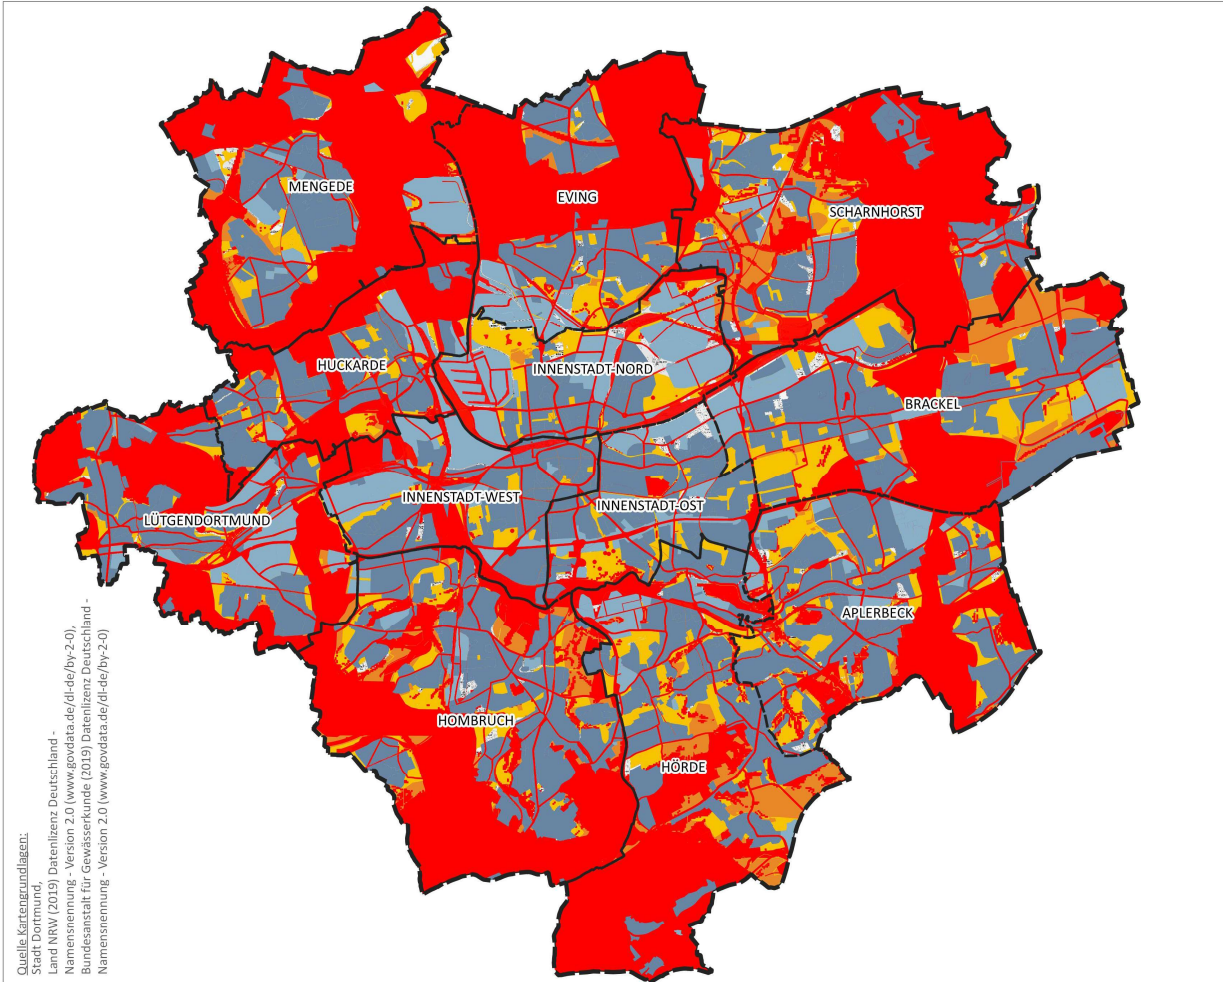 MENGEDE
EVING
SCHARNHORST
HUCKARDE
INNENSTADT-NORD
BRACKEL
INNENSTADT-WEST
INNENSTADT-OST
LÜTGENDORTMUND
APLERBECK
HOMBRUCH
HÖRDE
Quelle Kartengrundlagen:
Stadt Dortmund,
Land NRW (2019) Datenlizenz Deutschland -
Namensnennung - Version 2.0 (www.govdata.de/dl-de/by-2-0),
Bundesanstalt für Gewässerkunde (2019) Datenlizenz Deutschland -
Namensnennung - Version 2.0 (www.govdata.de/dl-de/by-2-0)